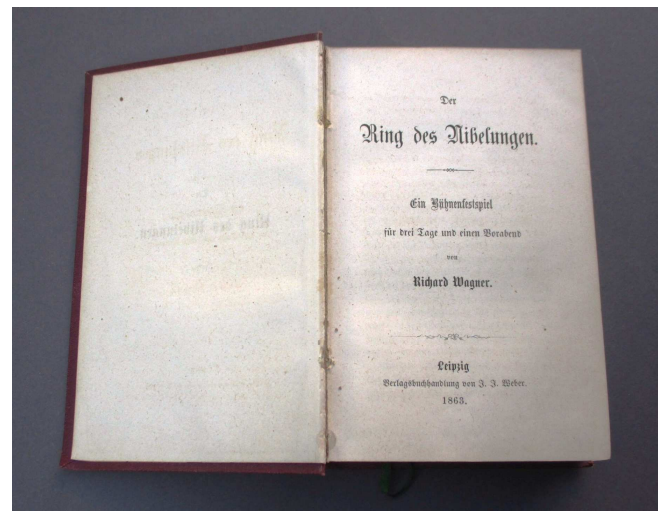 Der
Ring des Nibelungen.
Ein Bühnenfestspiel
für drei Tage und einen Vorabend
von
Richard Wagner.
Leipzig
Verlagsbuchhandlung von J. J. Weber.
1863.